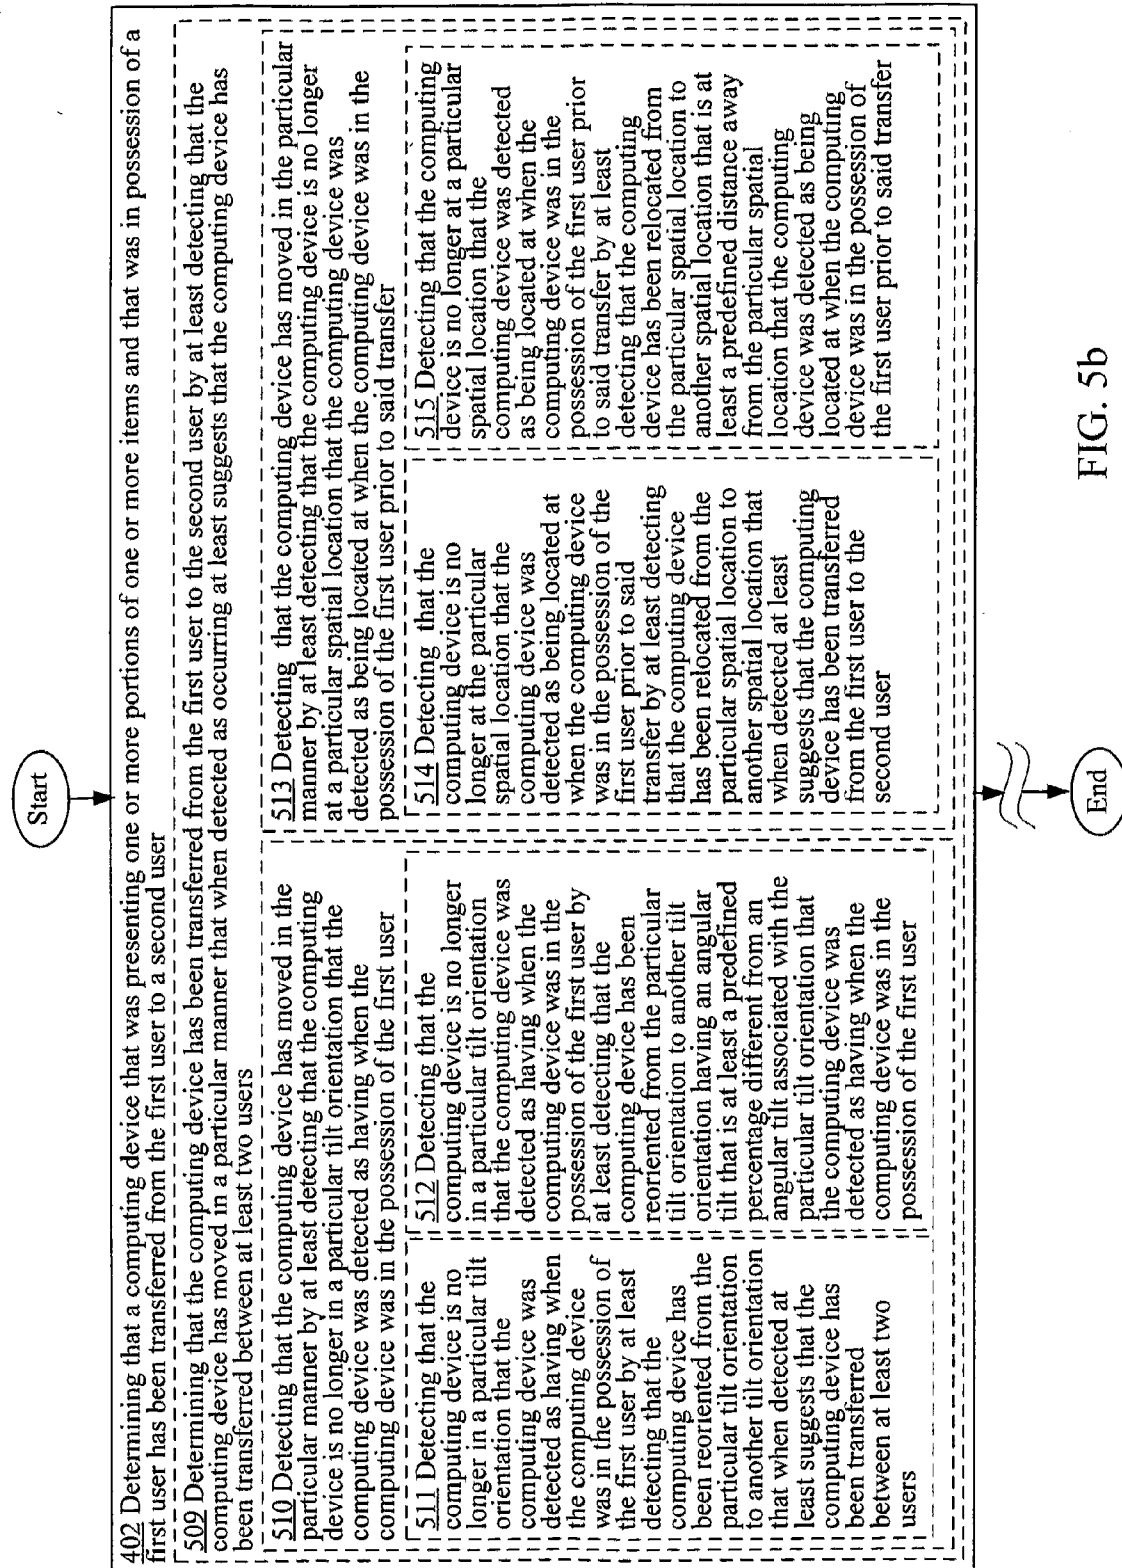 Start
402 Determining that a computing device that was presenting one or more portions of one or more items and that was in possession of a
first user has been transferred from the first user to a second user
509 Determining that the computing device has been transferred from the first user to the second user by at least detecting that the
computing device has moved in a particular manner that when detected as occurring at least suggests that the computing device has
been transferred between at least two users
510 Detecting that the computing device has moved in the
particular manner by at least detecting that the computing
device is no longer in a particular tilt orientation that the
computing device was detected as having when the
computing device was in the possession of the first user
511 Detecting that the
computing device is no
longer in a particular tilt
orientation that the
computing device was
detected as having when
the computing device
was in the possession of
the first user by at least
detecting that the
computing device has
been reoriented from the
particular tilt orientation
to another tilt orientation
that when detected at
least suggests that the
computing device has
been transferred
between at least two
users
512 Detecting that the
computing device is no longer
in a particular tilt orientation
that the computing device was
detected as having when the
computing device was in the
possession of the first user by
at least detecting that the
computing device has been
reoriented from the particular
tilt orientation to another tilt
orientation having an angular
tilt that is at least a predefined
percentage different from an
angular tilt associated with the
particular tilt orientation that
the computing device was
detected as having when the
computing device was in the
possession of the first user
513 Detecting that the computing device has moved in the particular
manner by at least detecting that the computing device is no longer
at a particular spatial location that the computing device was
detected as being located at when the computing device was in the
possession of the first user prior to said transfer
514 Detecting that the
computing device is no
longer at the particular
spatial location that the
computing device was
detected as being located at
when the computing device
was in the possession of the
first user prior to said
transfer by at least detecting
that the computing device
has been relocated from the
particular spatial location to
another spatial location that
when detected at least
suggests that the computing
device has been transferred
from the first user to the
second user
515 Detecting that the computing
device is no longer at a particular
spatial location that the
computing device was detected
as being located at when the
computing device was in the
possession of the first user prior
to said transfer by at least
detecting that the computing
device has been relocated from
the particular spatial location to
another spatial location that is at
least a predefined distance away
from the particular spatial
location that the computing
device was detected as being
located at when the computing
device was in the possession of
the first user prior to said transfer
End
FIG. 5b